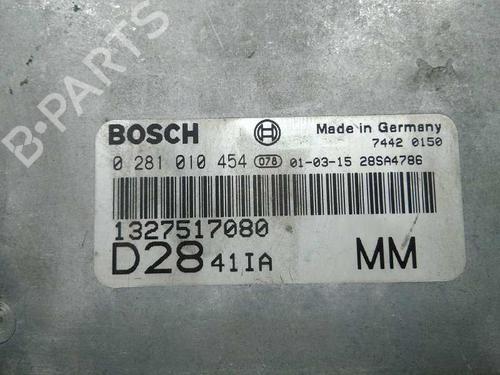 B-PARTS
BOSCH
Made in Germany
7442 0150
0 281 010 454 078 01-03-15 28SA4786
1327517080
D28 41IA MM